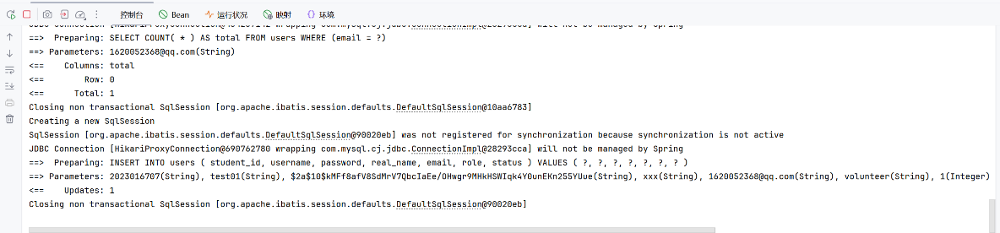 控制台 Bean 运行状况 映射 {} 环境
JDBC Connection [HikariProxyConnection@ wrapping com.mysql.cj.jdbc.ConnectionImpl@ will not be managed by Spring
==>  Preparing: SELECT COUNT( * ) AS total FROM users WHERE (email = ?)
==> Parameters: 1620052368@qq.com(String)
<==    Columns: total
<==        Row: 0
<==      Total: 1
Closing non transactional SqlSession [org.apache.ibatis.session.defaults.DefaultSqlSession@10aa6783]
Creating a new SqlSession
SqlSession [org.apache.ibatis.session.defaults.DefaultSqlSession@90020eb] was not registered for synchronization because synchronization is not active
JDBC Connection [HikariProxyConnection@690762780 wrapping com.mysql.cj.jdbc.ConnectionImpl@28293cca] will not be managed by Spring
==>  Preparing: INSERT INTO users ( student_id, username, password, real_name, email, role, status ) VALUES ( ?, ?, ?, ?, ?, ?, ? )
==> Parameters: 2023016707(String), test01(String), $2a$10$kMFf8afV8SdMrV7QbcIaEe/OHwgr9MHkHSWIqk4Y0unEKn255YUue(String), xxx(String), 1620052368@qq.com(String), volunteer(String), 1(Integer)
<==    Updates: 1
Closing non transactional SqlSession [org.apache.ibatis.session.defaults.DefaultSqlSession@90020eb]